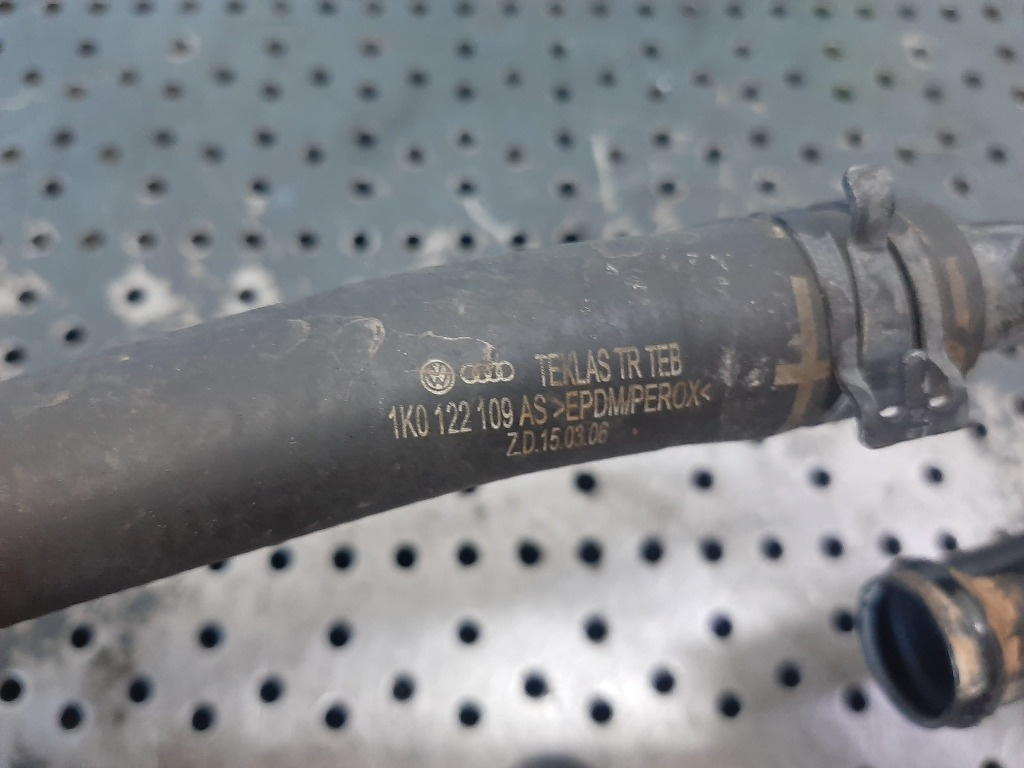 TEKLAS TR TEB
1K0 122 109 AS >EPDM/PEROX<
Z.D.15.03.06